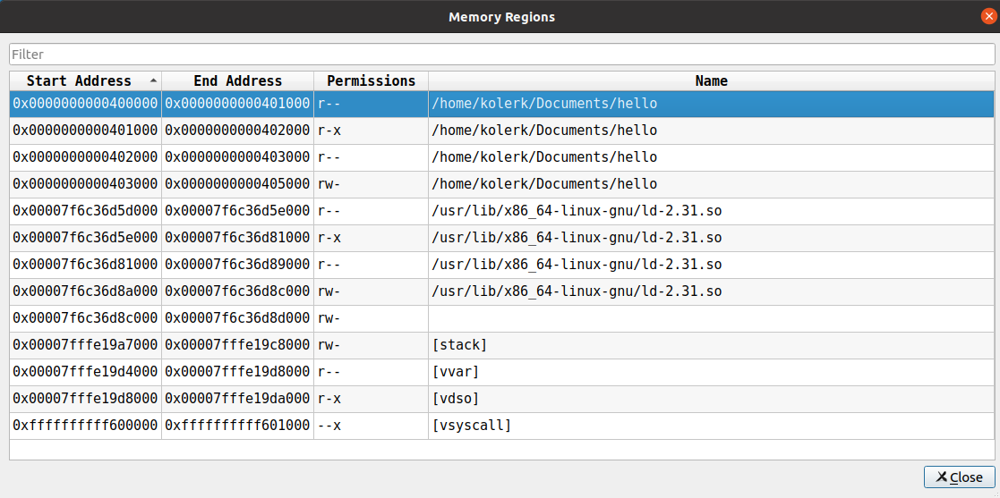 Memory Regions
Filter
Start Address End Address Permissions Name
0x0000000000400000 0x0000000000401000 r-- /home/kolerk/Documents/hello
0x0000000000401000 0x0000000000402000 r-x /home/kolerk/Documents/hello
0x0000000000402000 0x0000000000403000 r-- /home/kolerk/Documents/hello
0x0000000000403000 0x0000000000405000 rw- /home/kolerk/Documents/hello
0x00007f6c36d5d000 0x00007f6c36d5e000 r-- /usr/lib/x86_64-linux-gnu/ld-2.31.so
0x00007f6c36d5e000 0x00007f6c36d81000 r-x /usr/lib/x86_64-linux-gnu/ld-2.31.so
0x00007f6c36d81000 0x00007f6c36d89000 r-- /usr/lib/x86_64-linux-gnu/ld-2.31.so
0x00007f6c36d8a000 0x00007f6c36d8c000 rw- /usr/lib/x86_64-linux-gnu/ld-2.31.so
0x00007f6c36d8c000 0x00007f6c36d8d000 rw-
0x00007fffe19a7000 0x00007fffe19c8000 rw- [stack]
0x00007fffe19d4000 0x00007fffe19d8000 r-- [vvar]
0x00007fffe19d8000 0x00007fffe19da000 r-x [vdso]
0xffffffffff600000 0xffffffffff601000 --x [vsyscall]
Close